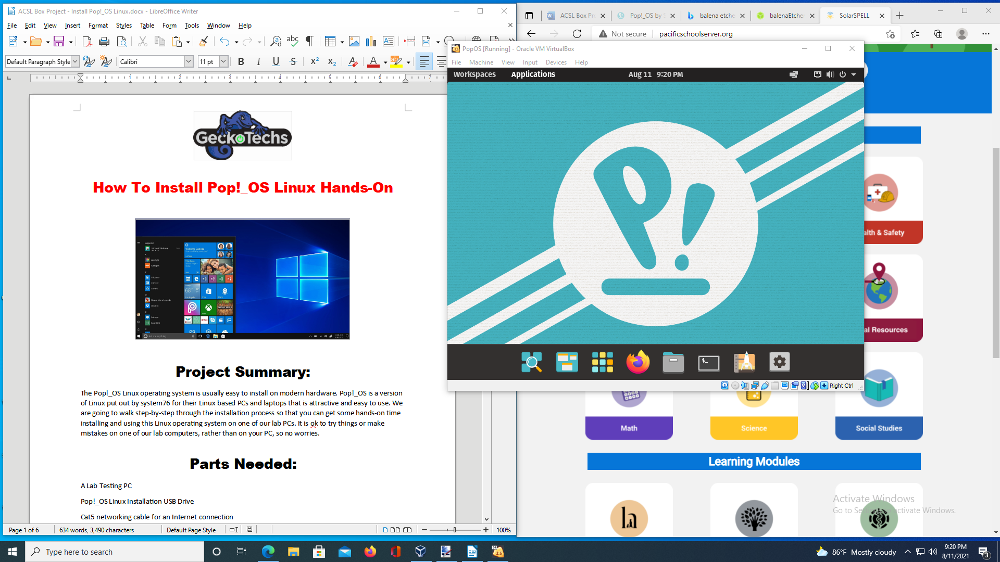 ACSL Box Project - Install Pop!_OS Linux.docx - LibreOffice Writer
File Edit View Insert Format Styles Table Form Tools Window Help
Default Paragraph Style
Calibri
11 pt
1 2 3 4 5 6 7
GeckoTechs
How To Install Pop!_OS Linux Hands-On
Project Summary:
The Pop!_OS Linux operating system is usually easy to install on modern hardware. Pop!_OS is a version
of Linux put out by system76 for their Linux based PCs and laptops that is attractive and easy to use. We
are going to walk step-by-step through the installation process so that you can get some hands-on time
installing and using this Linux operating system on one of our lab PCs. It is ok to try things or make
mistakes on one of our lab computers, rather than on your PC, so no worries.
Parts Needed:
A Lab Testing PC
Pop!_OS Linux Installation USB Drive
Cat5 networking cable for an Internet connection
Page 1 of 6
634 words, 3,490 characters
Default Page Style
100%
ACSL Box Pr
Pop!_OS by S
balena etche
balenaEtcher
SolarSPELL
Not secure
pacificschoolserver.org
PopOS [Running] - Oracle VM VirtualBox
File Machine View Input Devices Help
Workspaces Applications Aug 11 9:20 PM
Right Ctrl
alth & Safety
al Resources
Math
Science
Social Studies
Learning Modules
Activate Windows
Go to Se activate Windows.
Type here to search
86°F Mostly cloudy
9:20 PM
8/11/2021
3